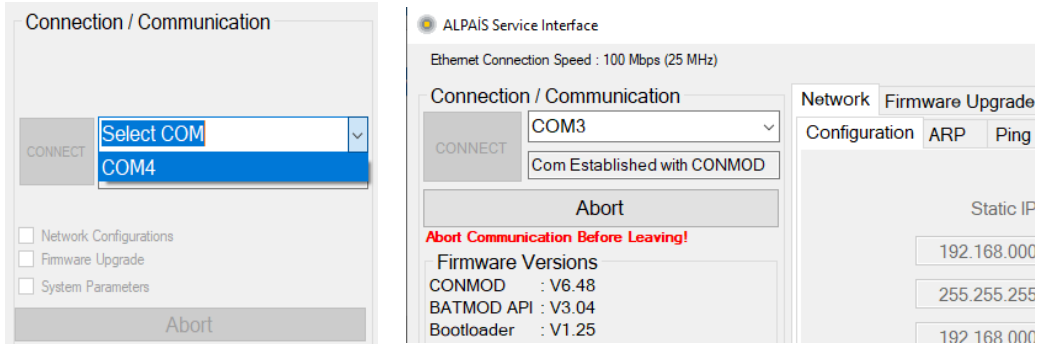 Connection / Communication
CONNECT
Select COM
COM4
Network Configurations
Firmware Upgrade
System Parameters
Abort
ALPAİS Service Interface
Ethernet Connection Speed : 100 Mbps (25 MHz)
Connection / Communication
CONNECT
COM3
Com Established with CONMOD
Abort
Abort Communication Before Leaving!
Firmware Versions
CONMOD : V6.48
BATMOD API : V3.04
Bootloader : V1.25
Network Firmware Upgrade
Configuration ARP Ping
Static IP
192.168.000
255.255.255
192.168.000